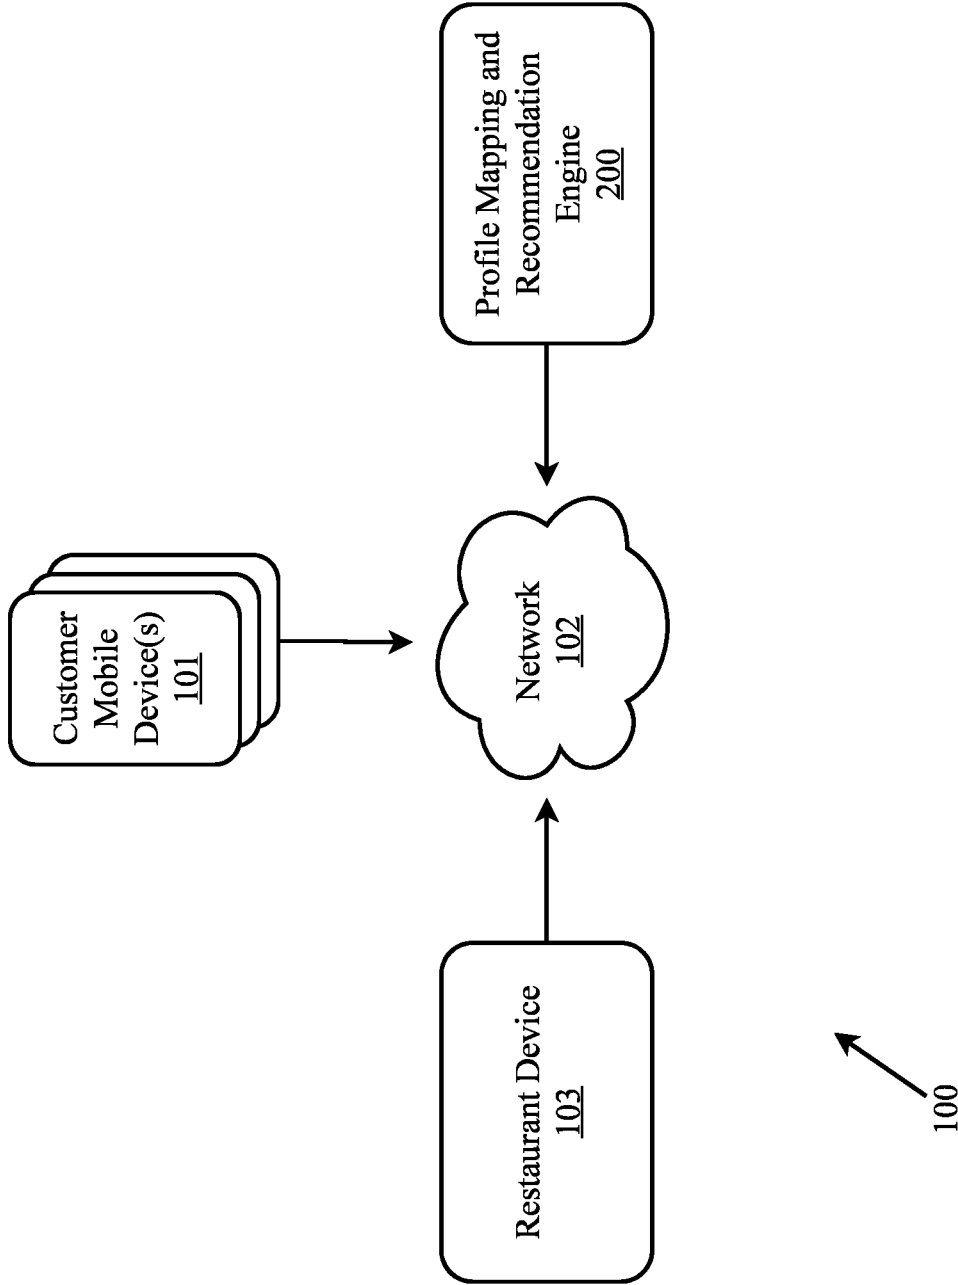 Customer
Mobile
Device(s)
101
Restaurant Device
103
Network
102
Profile Mapping and
Recommendation
Engine
200
100